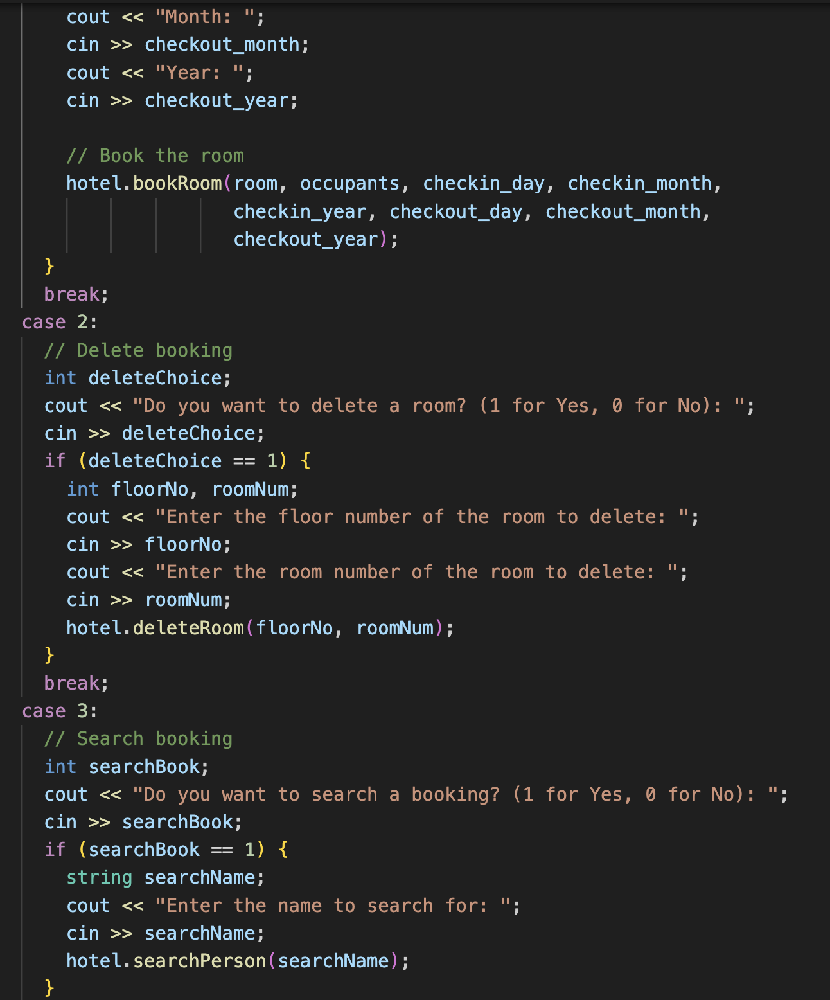 cout << "Month: ";
cin >> checkout_month;
cout << "Year: ";
cin >> checkout_year;
// Book the room
hotel.bookRoom(room, occupants, checkin_day, checkin_month,
checkin_year, checkout_day, checkout_month,
checkout_year);
}
break;
case 2:
// Delete booking
int deleteChoice;
cout << "Do you want to delete a room? (1 for Yes, 0 for No): ";
cin >> deleteChoice;
if (deleteChoice == 1) {
int floorNo, roomNum;
cout << "Enter the floor number of the room to delete: ";
cin >> floorNo;
cout << "Enter the room number of the room to delete: ";
cin >> roomNum;
hotel.deleteRoom(floorNo, roomNum);
}
break;
case 3:
// Search booking
int searchBook;
cout << "Do you want to search a booking? (1 for Yes, 0 for No): ";
cin >> searchBook;
if (searchBook == 1) {
string searchName;
cout << "Enter the name to search for: ";
cin >> searchName;
hotel.searchPerson(searchName);
}